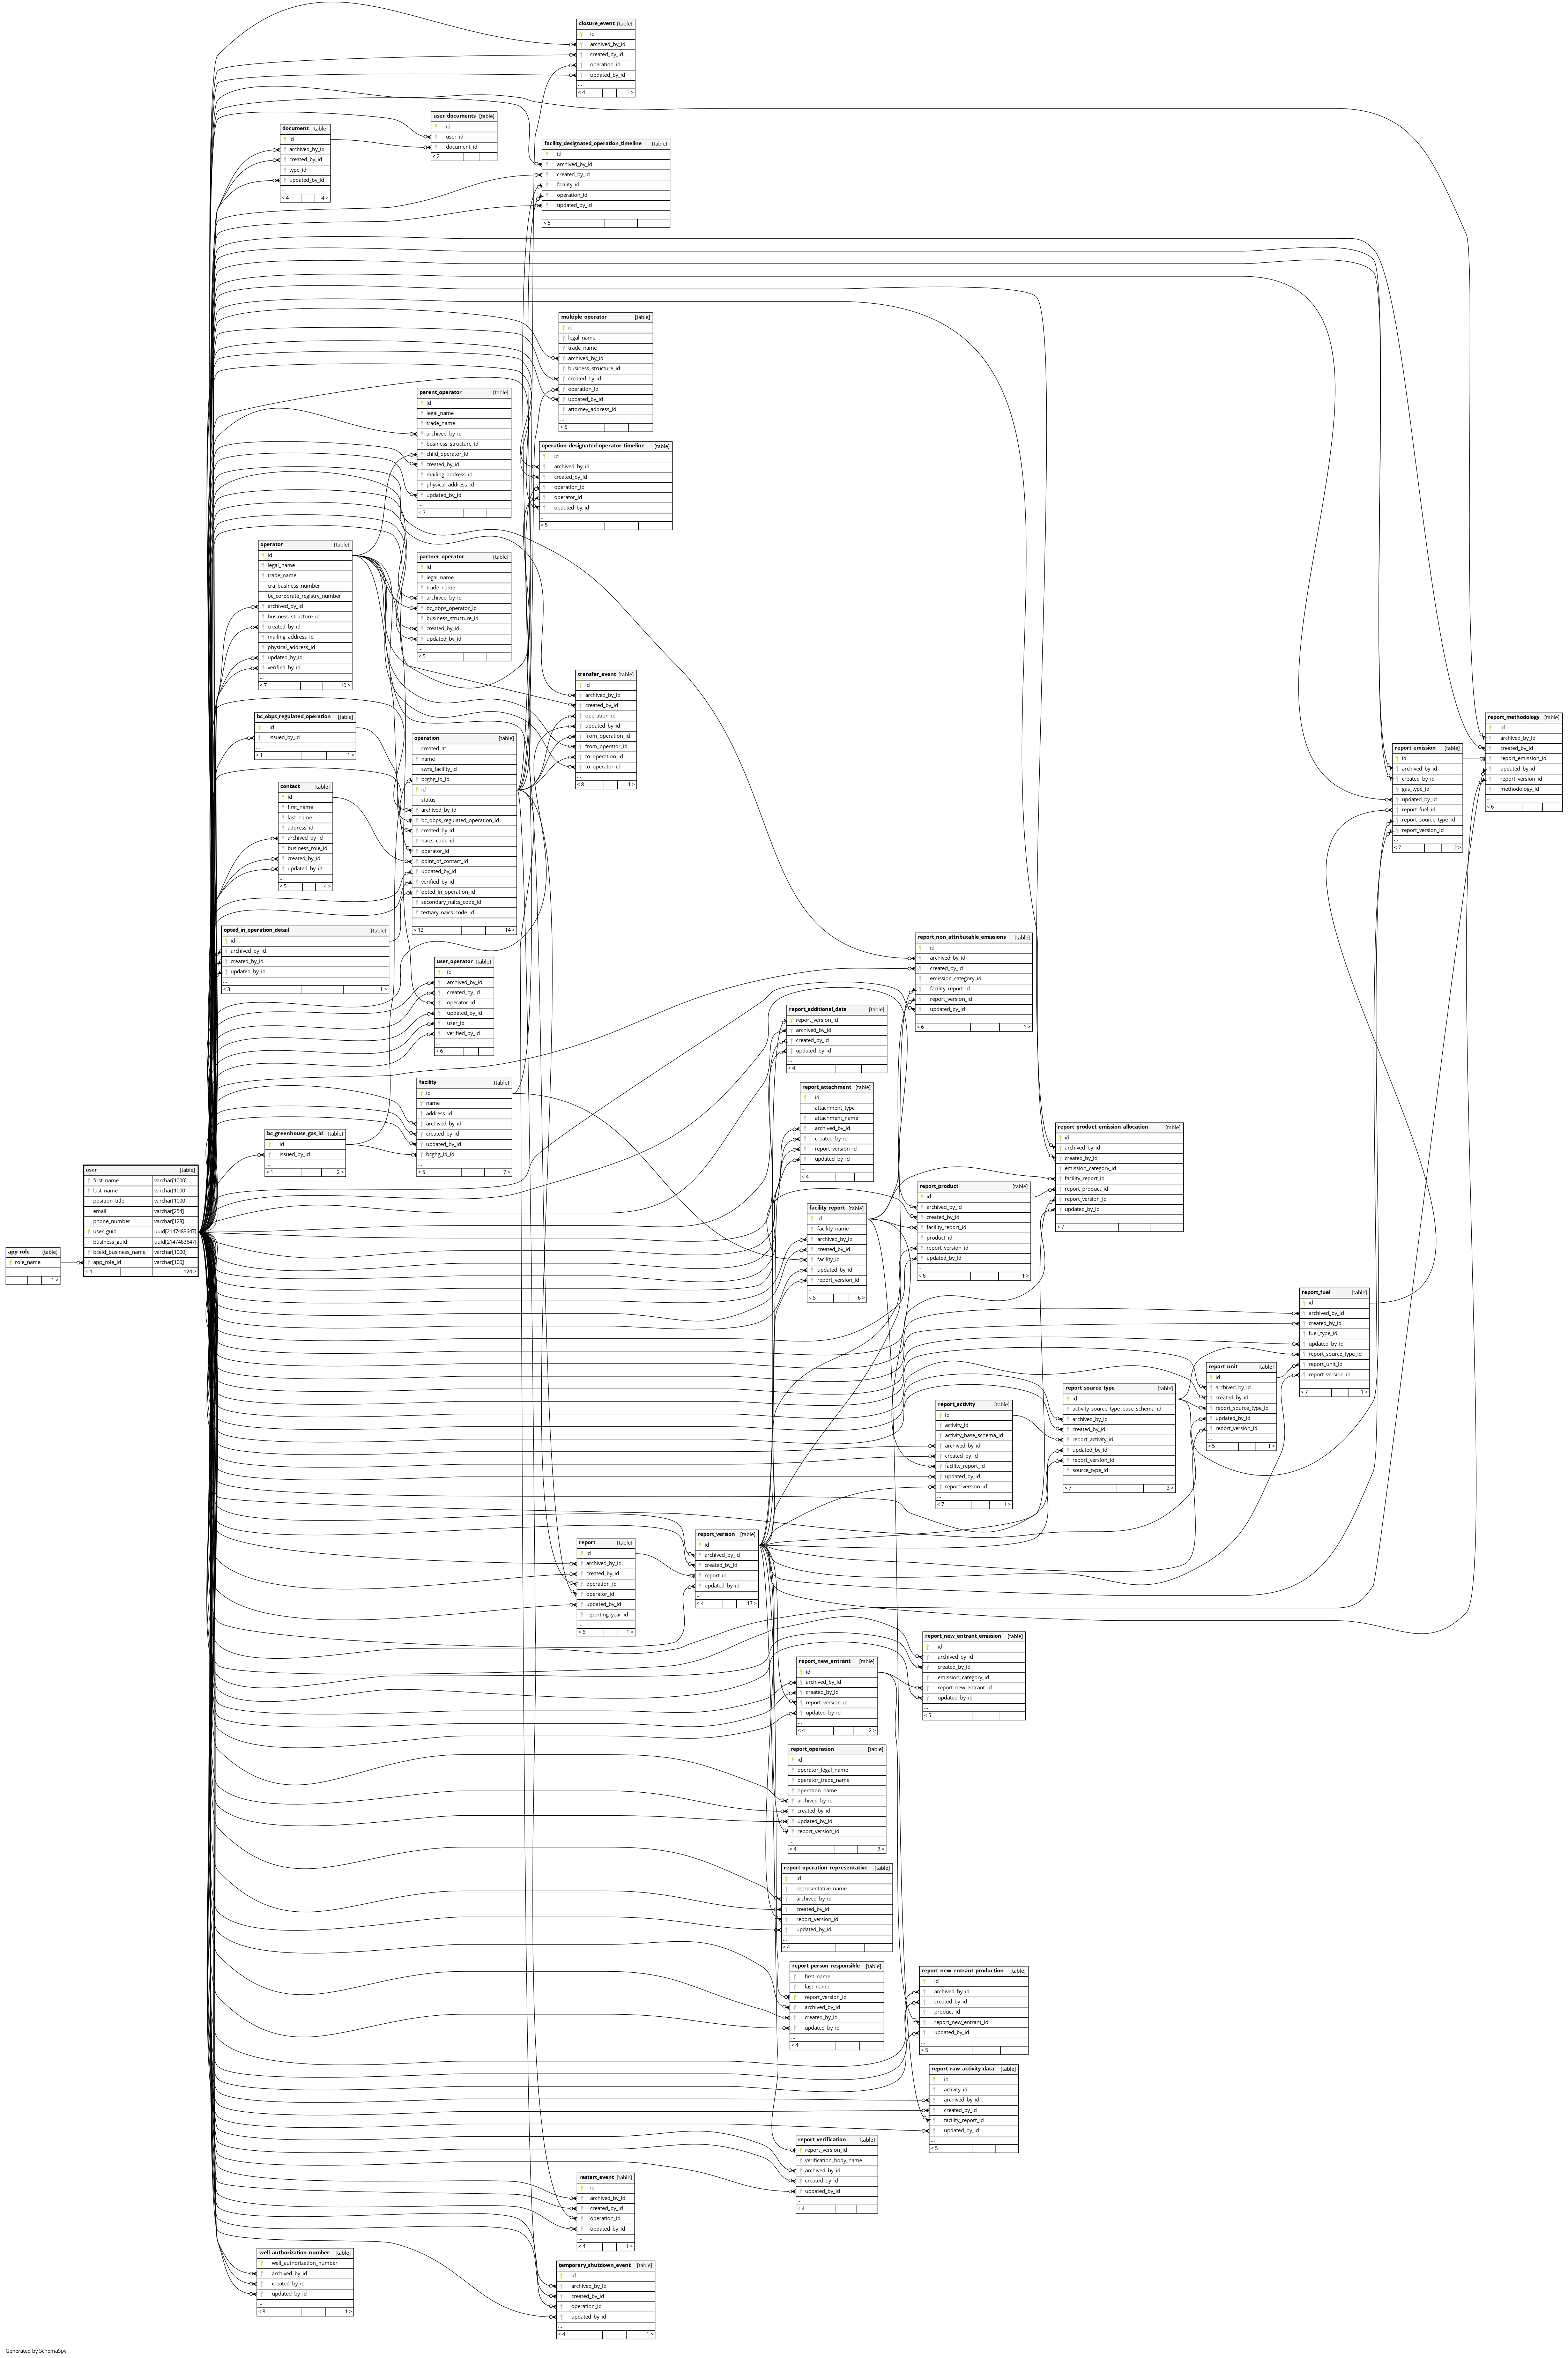 closure_event [table]
id
archived_by_id
created_by_id
operation_id
updated_by_id
...
< 4 1 >
user_documents [table]
id
user_id
document_id
< 2
document [table]
id
archived_by_id
created_by_id
type_id
updated_by_id
...
< 4 4 >
facility_designated_operation_timeline [table]
id
archived_by_id
created_by_id
facility_id
operation_id
updated_by_id
...
< 5
multiple_operator [table]
id
legal_name
trade_name
archived_by_id
business_structure_id
created_by_id
operation_id
updated_by_id
attorney_address_id
...
< 6
parent_operator [table]
id
legal_name
trade_name
archived_by_id
business_structure_id
child_operator_id
created_by_id
mailing_address_id
physical_address_id
updated_by_id
...
< 7
operation_designated_operator_timeline [table]
id
archived_by_id
created_by_id
operation_id
operator_id
updated_by_id
...
< 5
operator [table]
id
legal_name
trade_name
cra_business_number
bc_corporate_registry_number
archived_by_id
business_structure_id
created_by_id
mailing_address_id
physical_address_id
updated_by_id
verified_by_id
...
< 7 10 >
partner_operator [table]
id
legal_name
trade_name
archived_by_id
bc_obps_operator_id
business_structure_id
created_by_id
updated_by_id
...
< 5
transfer_event [table]
id
archived_by_id
created_by_id
operation_id
updated_by_id
from_operation_id
from_operator_id
to_operation_id
to_operator_id
...
< 8 1 >
bc_obps_regulated_operation [table]
id
issued_by_id
...
< 1 1 >
operation [table]
created_at
name
swrs_facility_id
bcghg_id_id
id
status
archived_by_id
bc_obps_regulated_operation_id
created_by_id
naics_code_id
operator_id
point_of_contact_id
updated_by_id
verified_by_id
opted_in_operation_id
secondary_naics_code_id
tertiary_naics_code_id
...
< 12 14 >
contact [table]
id
first_name
last_name
address_id
archived_by_id
business_role_id
created_by_id
updated_by_id
...
< 5 4 >
report_methodology [table]
id
archived_by_id
created_by_id
report_emission_id
updated_by_id
report_version_id
methodology_id
...
< 6
report_emission [table]
id
archived_by_id
created_by_id
gas_type_id
updated_by_id
report_fuel_id
report_source_type_id
report_version_id
...
< 7 2 >
opted_in_operation_detail [table]
id
archived_by_id
created_by_id
updated_by_id
...
< 3 1 >
user_operator [table]
id
archived_by_id
created_by_id
operator_id
updated_by_id
user_id
verified_by_id
...
< 6
report_non_attributable_emissions [table]
id
archived_by_id
created_by_id
emission_category_id
facility_report_id
report_version_id
updated_by_id
...
< 6 1 >
report_additional_data [table]
report_version_id
archived_by_id
created_by_id
updated_by_id
...
< 4
facility [table]
id
name
address_id
archived_by_id
created_by_id
updated_by_id
bcghg_id_id
...
< 5 7 >
report_attachment [table]
id
attachment_type
attachment_name
archived_by_id
created_by_id
report_version_id
updated_by_id
...
< 4
bc_greenhouse_gas_id [table]
id
issued_by_id
...
< 1 2 >
report_product_emission_allocation [table]
id
archived_by_id
created_by_id
emission_category_id
facility_report_id
report_product_id
report_version_id
updated_by_id
...
< 7
user [table]
first_name varchar[1000]
last_name varchar[1000]
position_title varchar[1000]
email varchar[254]
phone_number varchar[128]
user_guid uuid[2147483647]
business_guid uuid[2147483647]
bceid_business_name varchar[1000]
app_role_id varchar[100]
< 1 124 >
app_role [table]
role_name
...
1 >
report_product [table]
id
archived_by_id
created_by_id
facility_report_id
product_id
report_version_id
updated_by_id
...
< 6 1 >
facility_report [table]
id
facility_name
archived_by_id
created_by_id
facility_id
updated_by_id
report_version_id
...
< 5 6 >
report_fuel [table]
id
archived_by_id
created_by_id
fuel_type_id
updated_by_id
report_source_type_id
report_unit_id
report_version_id
...
< 7 1 >
report_unit [table]
id
archived_by_id
created_by_id
report_source_type_id
updated_by_id
report_version_id
...
< 5 1 >
report_source_type [table]
id
activity_source_type_base_schema_id
archived_by_id
created_by_id
report_activity_id
updated_by_id
report_version_id
source_type_id
...
< 7 3 >
report_activity [table]
id
activity_id
activity_base_schema_id
archived_by_id
created_by_id
facility_report_id
updated_by_id
report_version_id
...
< 7 1 >
report_version [table]
id
archived_by_id
created_by_id
report_id
updated_by_id
...
< 4 17 >
report [table]
id
archived_by_id
created_by_id
operation_id
operator_id
updated_by_id
reporting_year_id
...
< 6 1 >
report_new_entrant_emission [table]
id
archived_by_id
created_by_id
emission_category_id
report_new_entrant_id
updated_by_id
...
< 5
report_new_entrant [table]
id
archived_by_id
created_by_id
report_version_id
updated_by_id
...
< 4 2 >
report_operation [table]
id
operator_legal_name
operator_trade_name
operation_name
archived_by_id
created_by_id
updated_by_id
report_version_id
...
< 4 2 >
report_operation_representative [table]
id
representative_name
archived_by_id
created_by_id
report_version_id
updated_by_id
...
< 4
report_person_responsible [table]
first_name
last_name
report_version_id
archived_by_id
created_by_id
updated_by_id
...
< 4
report_new_entrant_production [table]
id
archived_by_id
created_by_id
product_id
report_new_entrant_id
updated_by_id
...
< 5
report_raw_activity_data [table]
id
activity_id
archived_by_id
created_by_id
facility_report_id
updated_by_id
...
< 5
report_verification [table]
report_version_id
verification_body_name
archived_by_id
created_by_id
updated_by_id
...
< 4
restart_event [table]
id
archived_by_id
created_by_id
operation_id
updated_by_id
...
< 4 1 >
well_authorization_number [table]
well_authorization_number
archived_by_id
created_by_id
updated_by_id
...
< 3 1 >
temporary_shutdown_event [table]
id
archived_by_id
created_by_id
operation_id
updated_by_id
...
< 4 1 >
Generated by SchemaSpy